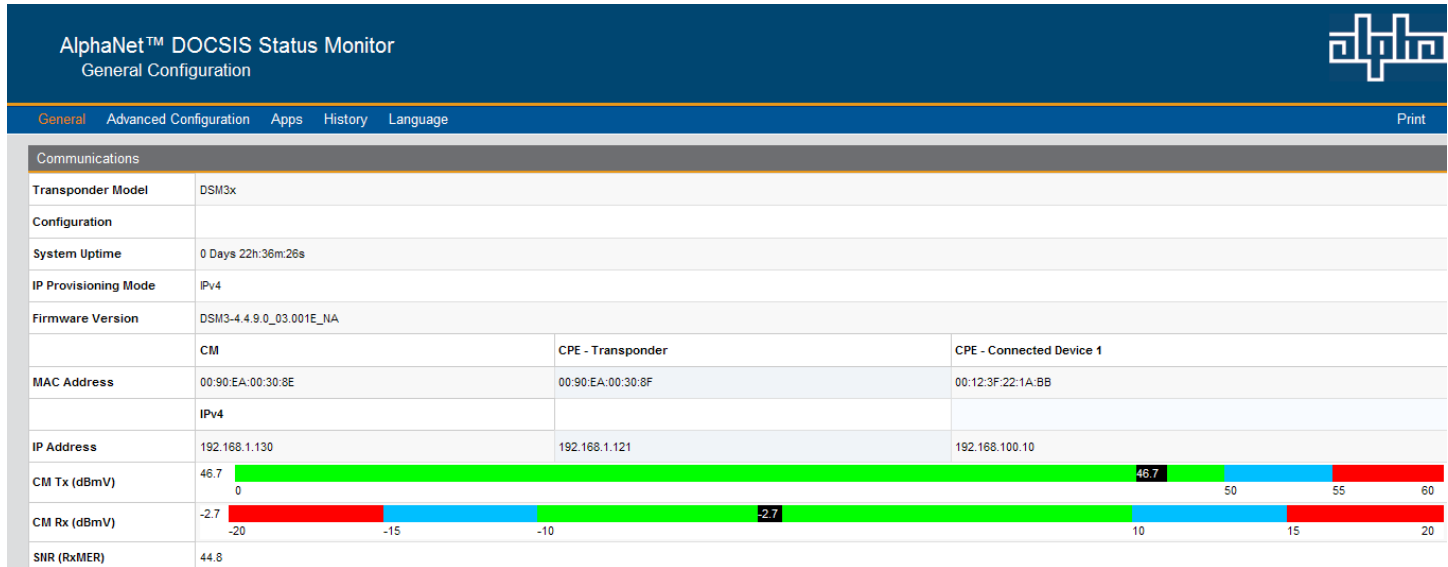 AlphaNet™ DOCSIS Status Monitor
General Configuration
alpha
General Advanced Configuration Apps History Language Print
Communications
Transponder Model DSM3x
Configuration
System Uptime 0 Days 22h:36m:26s
IP Provisioning Mode IPv4
Firmware Version DSM3-4.4.9.0_03.001E_NA
CM CPE - Transponder CPE - Connected Device 1
MAC Address 00:90:EA:00:30:8E 00:90:EA:00:30:8F 00:12:3F:22:1A:BB
IPv4
IP Address 192.168.1.130 192.168.1.121 192.168.100.10
CM Tx (dBmV) 46.7 46.7
0 50 55 60
CM Rx (dBmV) -2.7 -2.7
-20 -15 -10 10 15 20
SNR (RxMER) 44.8